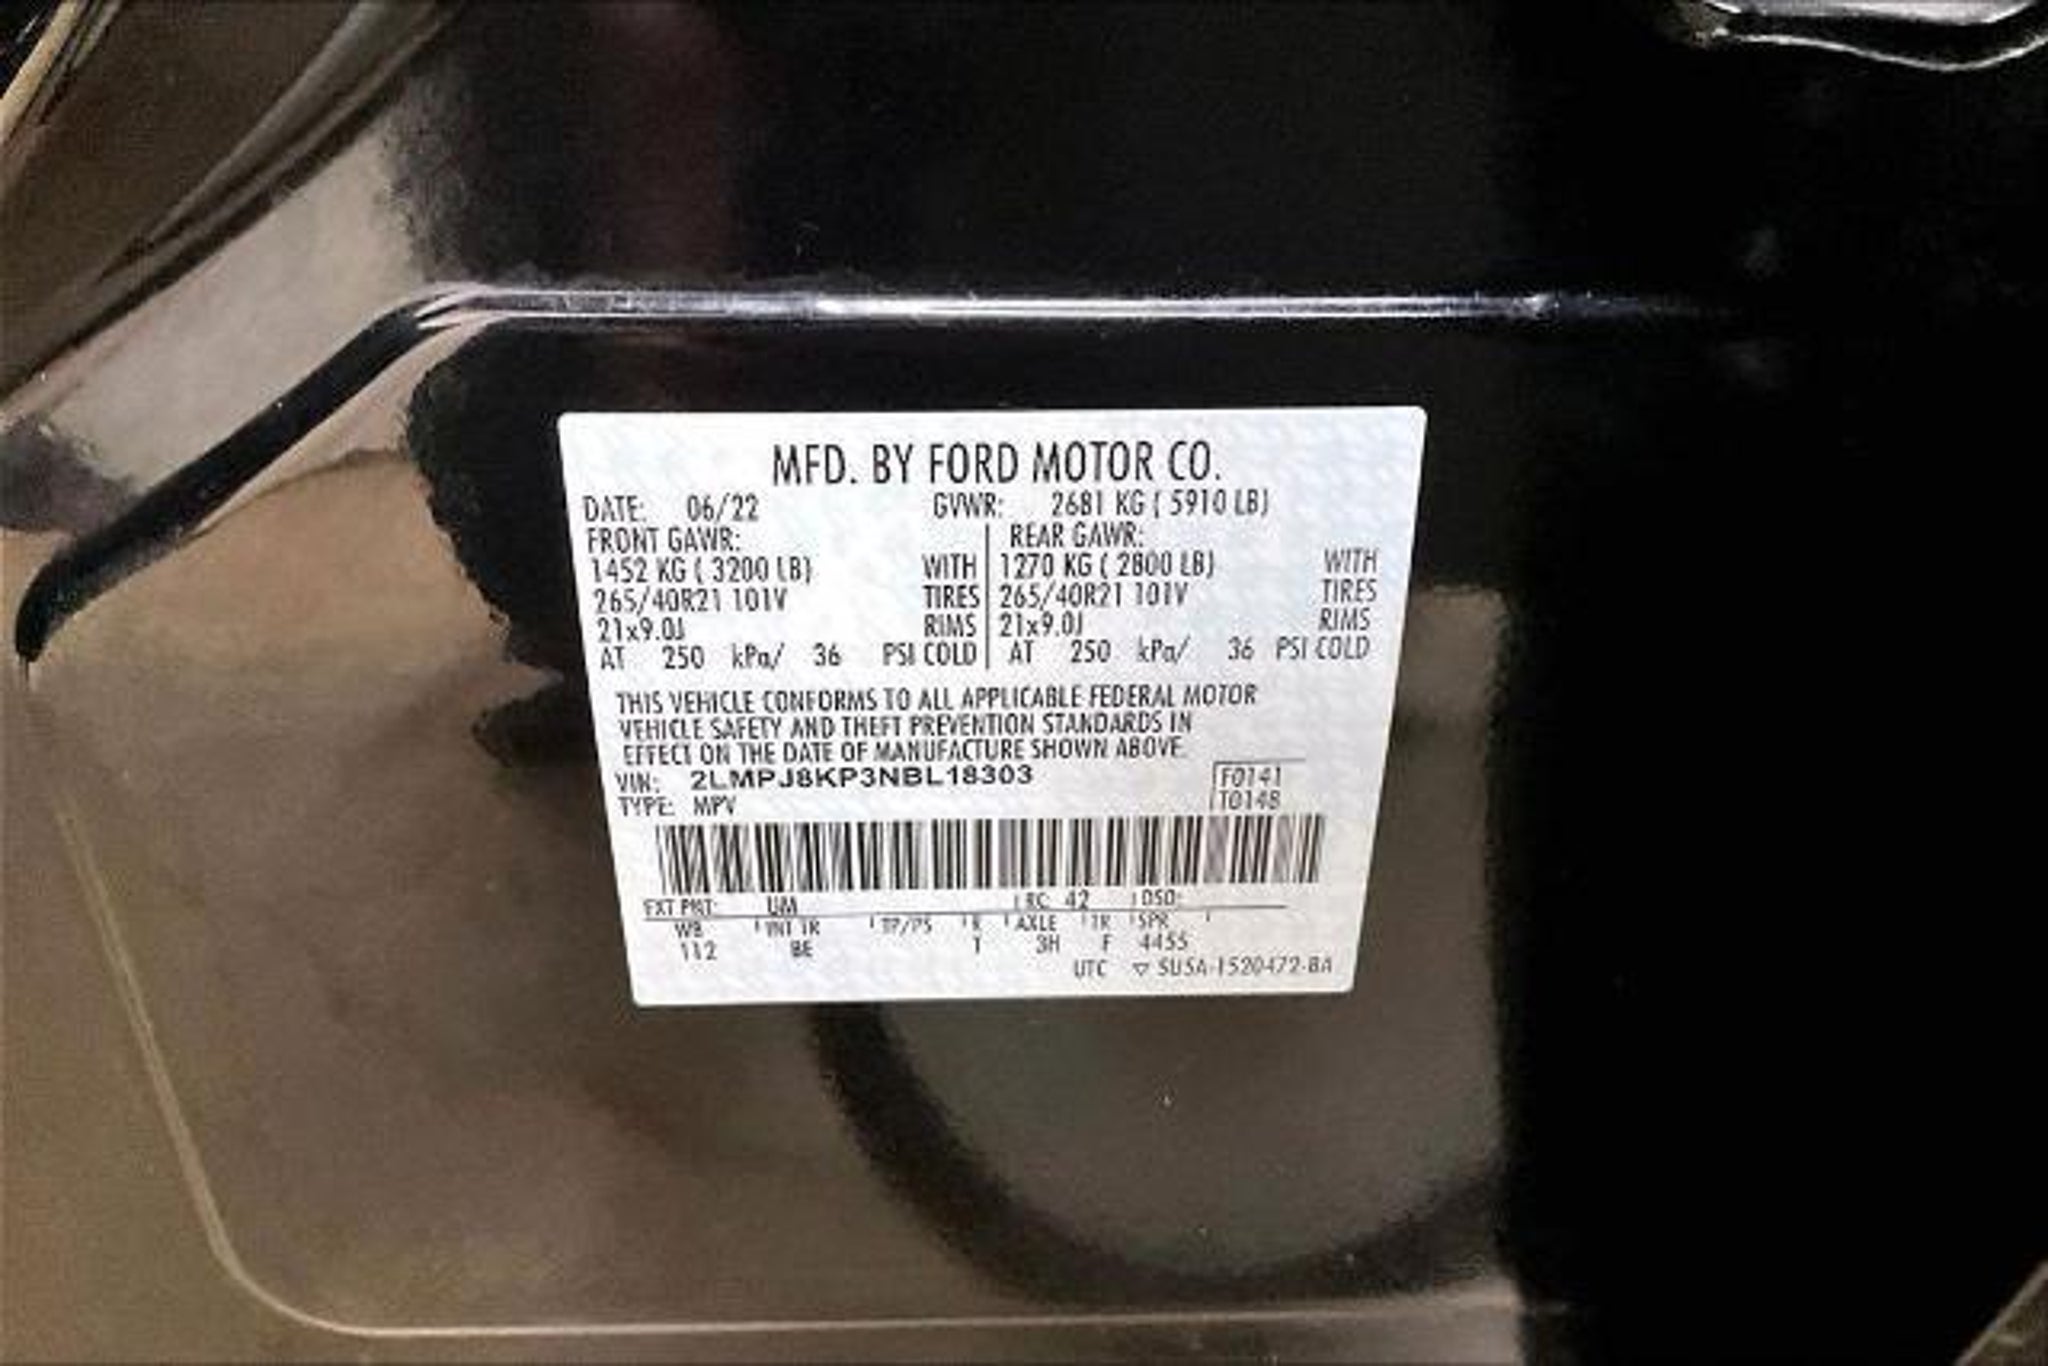 MFD. BY FORD MOTOR CO.
DATE: 06/22 GVWR: 2681 KG ( 5910 LB)
FRONT GAWR: REAR GAWR:
1452 KG ( 3200 LB) WITH 1270 KG ( 2800 LB) WITH
265/40R21 101V TIRES 265/40R21 101V TIRES
21x9.0J RIMS 21x9.0J RIMS
AT 250 kPa/ 36 PSI COLD AT 250 kPa/ 36 PSI COLD
THIS VEHICLE CONFORMS TO ALL APPLICABLE FEDERAL MOTOR
VEHICLE SAFETY AND THEFT PREVENTION STANDARDS IN
EFFECT ON THE DATE OF MANUFACTURE SHOWN ABOVE.
VIN: 2LMPJ8KP3NBL18303 F0141
TYPE: MPV T0148
EXT PNT: UM RC: 42 DSO:
WB INT TR TP/PS R AXLE TR SPR
112 BE T 3H F 4455
UTC ▽ SU5A-1520472-BA